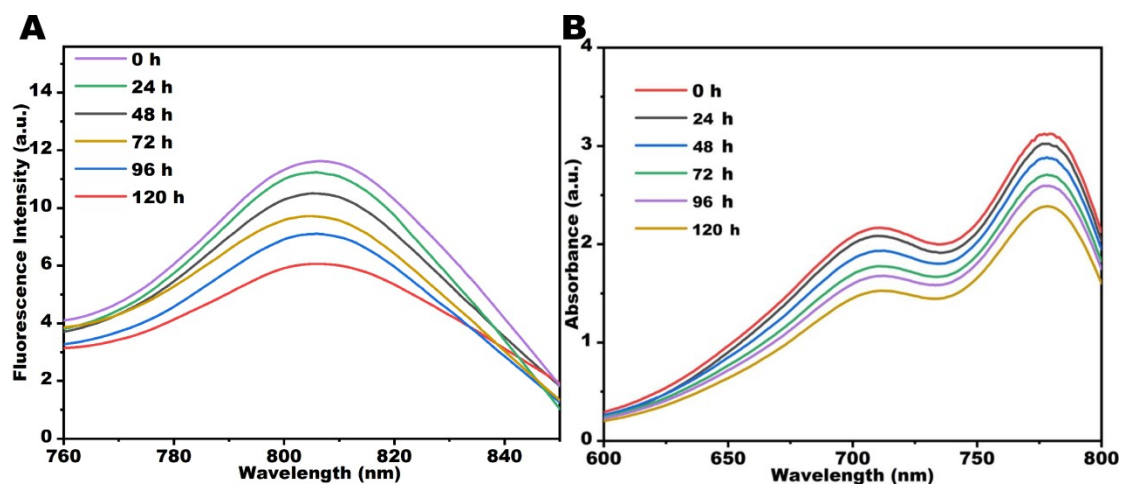 A
0 h
24 h
48 h
72 h
96 h
120 h
Fluorescence Intensity (a.u.)
14
12
10
8
6
4
2
0
760
780
800
820
840
Wavelength (nm)
B
0 h
24 h
48 h
72 h
96 h
120 h
Absorbance (a.u.)
4
3
2
1
0
600
650
700
750
800
Wavelength (nm)